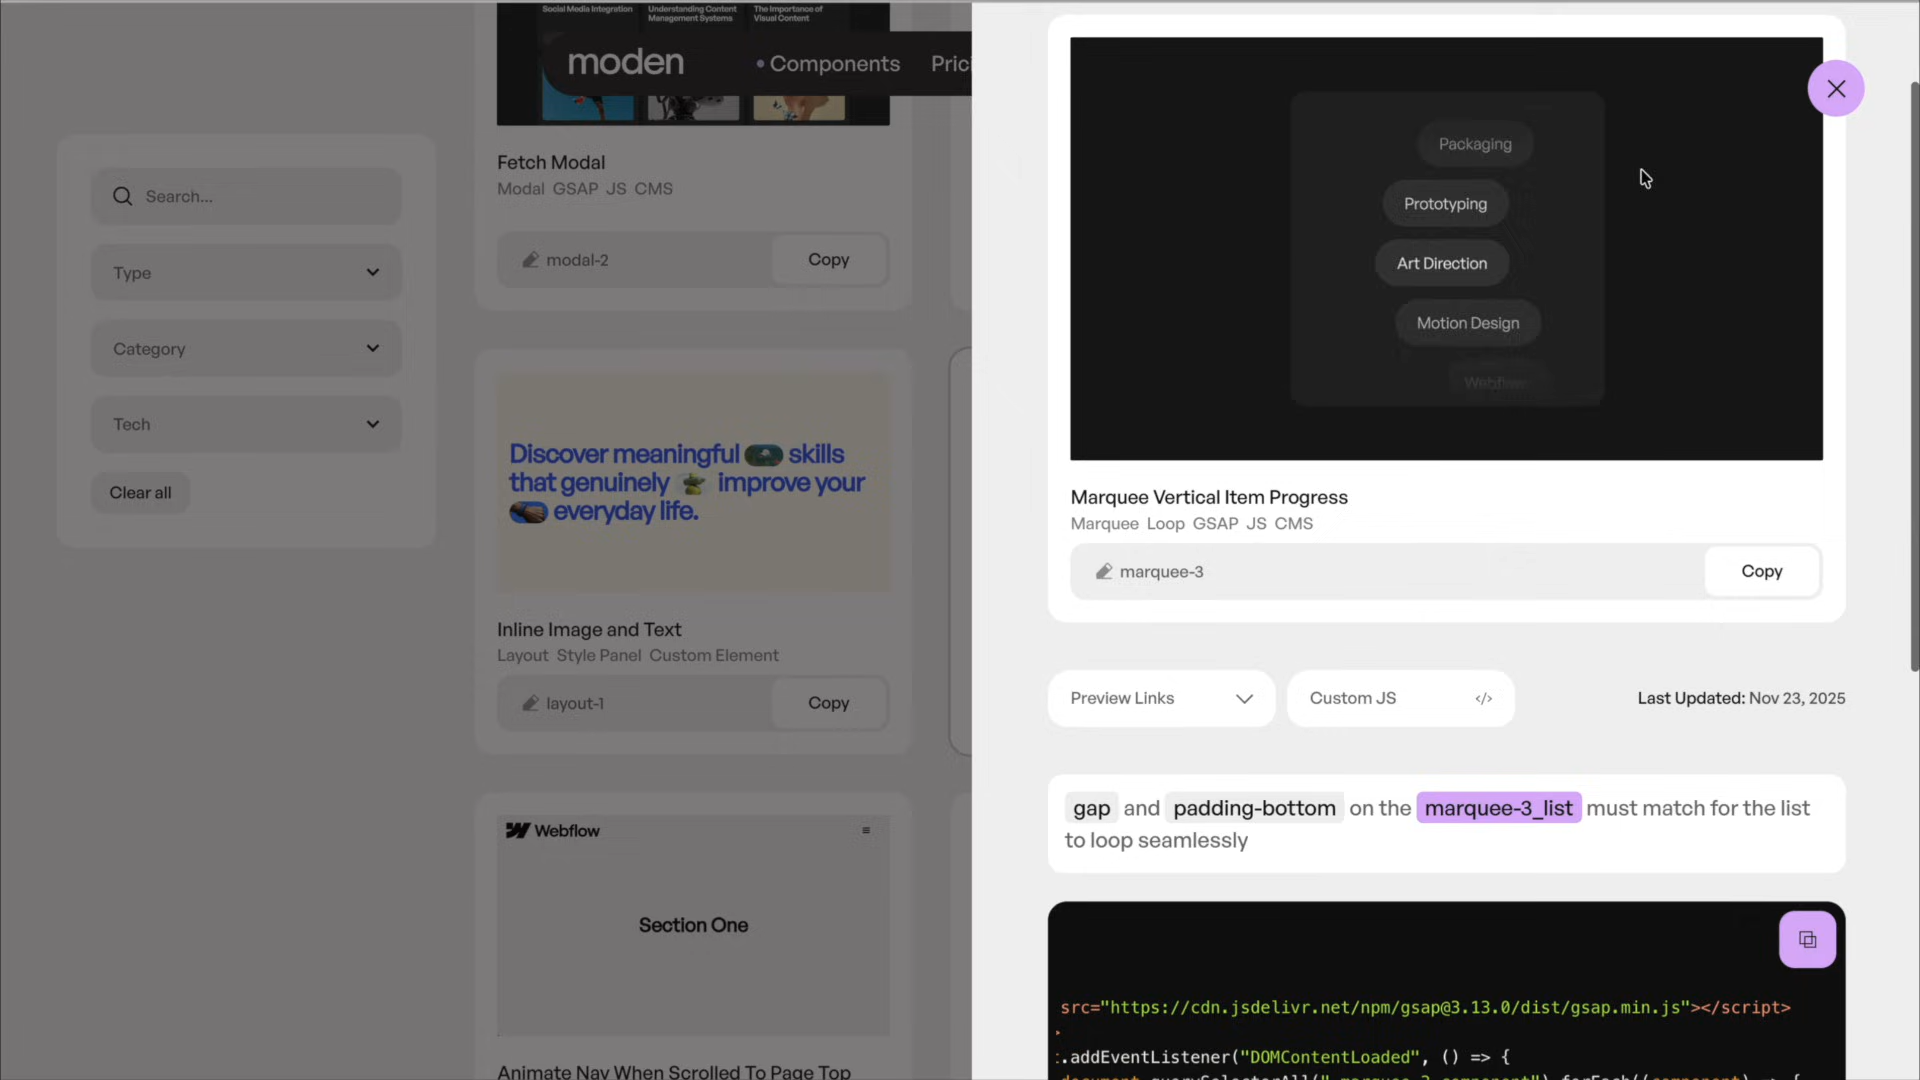 Social Media Integration
Understanding Content
Management Systems
The Importance of
Visual Content
moden
Components
Prici
Search...
Type
Category
Tech
Clear all
Fetch Modal
Modal GSAP JS CMS
modal-2
Copy
Discover meaningful skills
that genuinely improve your
everyday life.
Inline Image and Text
Layout Style Panel Custom Element
layout-1
Copy
Webflow
Section One
Animate Nav When Scrolled To Page Top
Packaging
Prototyping
Art Direction
Motion Design
Webflow
Marquee Vertical Item Progress
Marquee Loop GSAP JS CMS
marquee-3
Copy
Preview Links
Custom JS
</>
Last Updated: Nov 23, 2025
gap and padding-bottom on the marquee-3_list must match for the list
to loop seamlessly
src="https://cdn.jsdelivr.net/npm/gsap@3.13.0/dist/gsap.min.js"></script>
.addEventListener("DOMContentLoaded", () => {